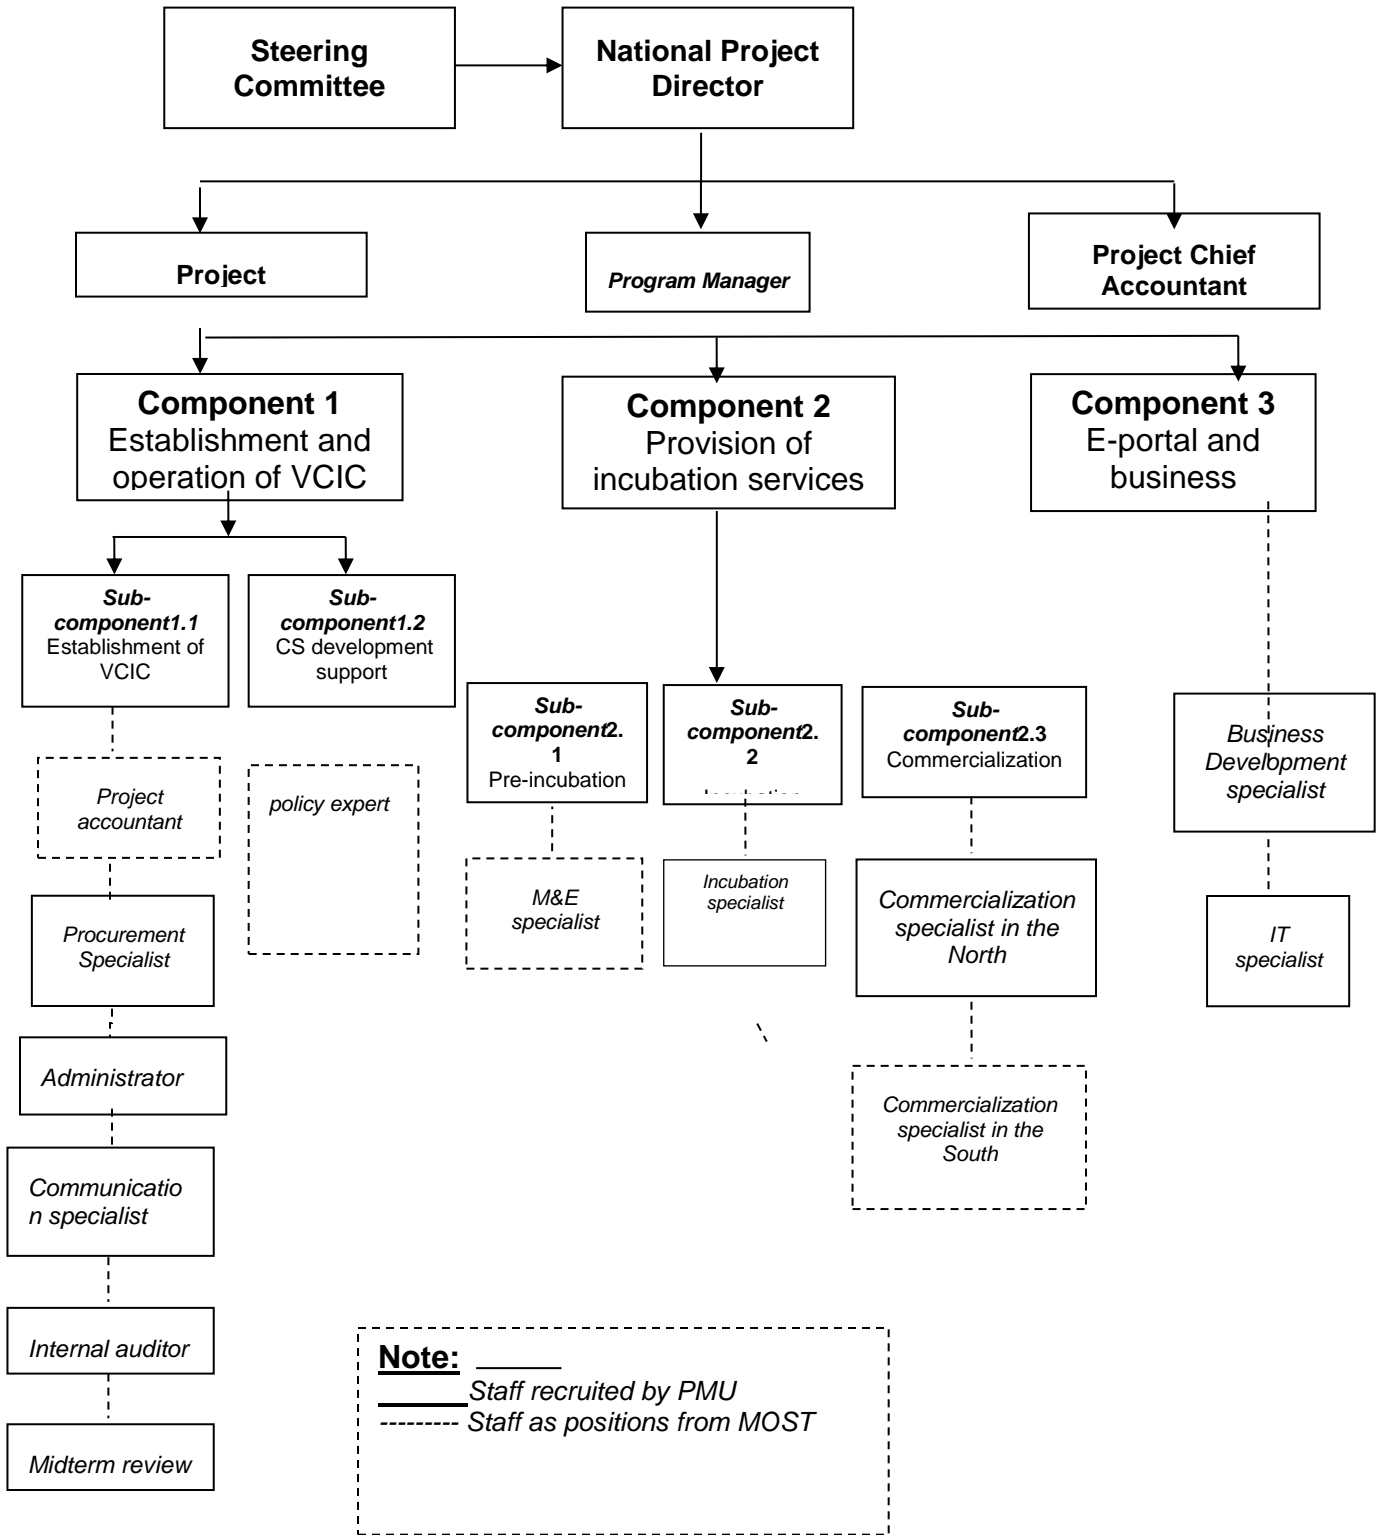 Steering
Committee
National Project
Director
Project
Program Manager
Project Chief
Accountant
Component 1
Establishment and
operation of VCIC
Component 2
Provision of
incubation services
Component 3
E-portal and
business
Sub-
component1.1
Establishment of
VCIC
Sub-
component1.2
CS development
support
Sub-
component2.
1
Pre-incubation
Sub-
component2.
2
Sub-
component2.3
Commercialization
Business
Development
specialist
Project
accountant
policy expert
M&E
specialist
Incubation
specialist
Commercialization
specialist in the
North
IT
specialist
Procurement
Specialist
Administrator
Commercialization
specialist in the
South
Communicatio
n specialist
Internal auditor
Midterm review
Note: ______
______Staff recruited by PMU
--------- Staff as positions from MOST